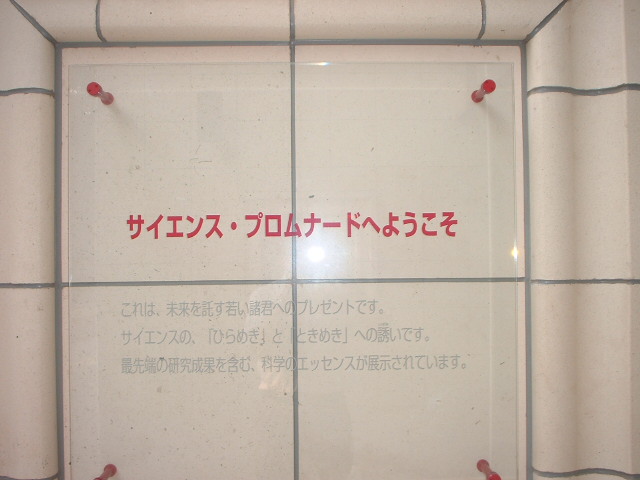 サイエンス・プロムナードへようこそ
これは、未来を託す若い諸君へのプレゼントです。
サイエンスの、「ひらめき」と「ときめき」への誘いです。
最先端の研究成果を含む、科学のエッセンスが展示されています。